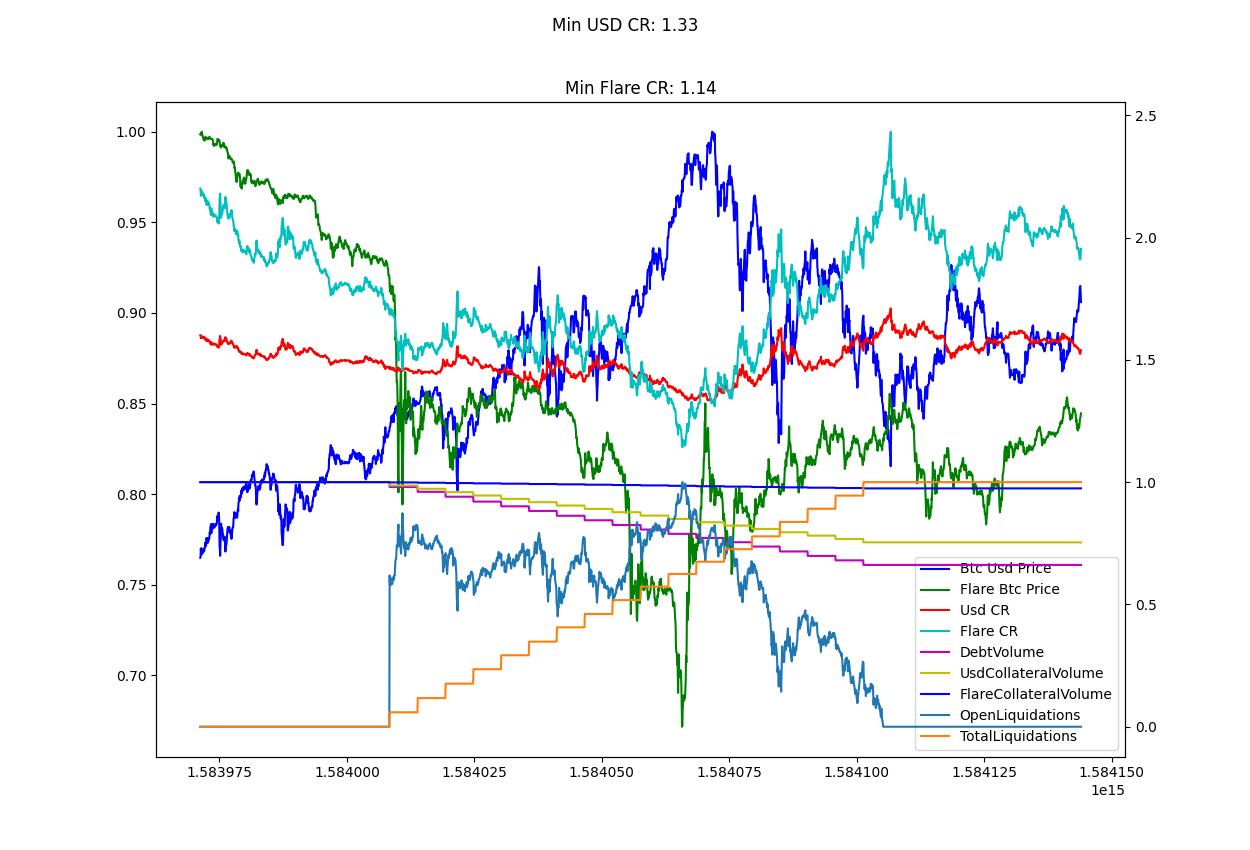 Min USD CR: 1.33
Min Flare CR: 1.14
1.00
0.95
0.90
0.85
0.80
0.75
0.70
2.5
2.0
1.5
1.0
0.5
0.0
Btc Usd Price
Flare Btc Price
Usd CR
Flare CR
DebtVolume
UsdCollateralVolume
FlareCollateralVolume
OpenLiquidations
TotalLiquidations
1.583975 1.584000 1.584025 1.584050 1.584075 1.584100 1.584125 1.584150
1e15